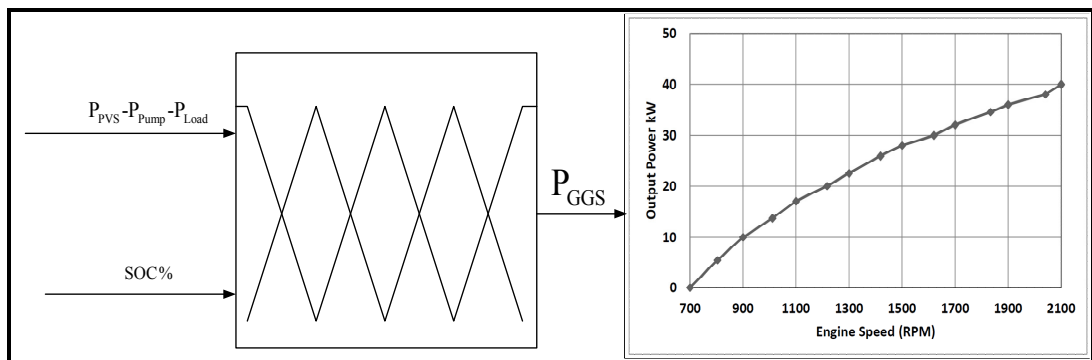 P_PVS-P_Pump-P_Load
SOC%
P_GGS
50
40
30
20
10
0
Output Power kW
700 900 1100 1300 1500 1700 1900 2100
Engine Speed (RPM)